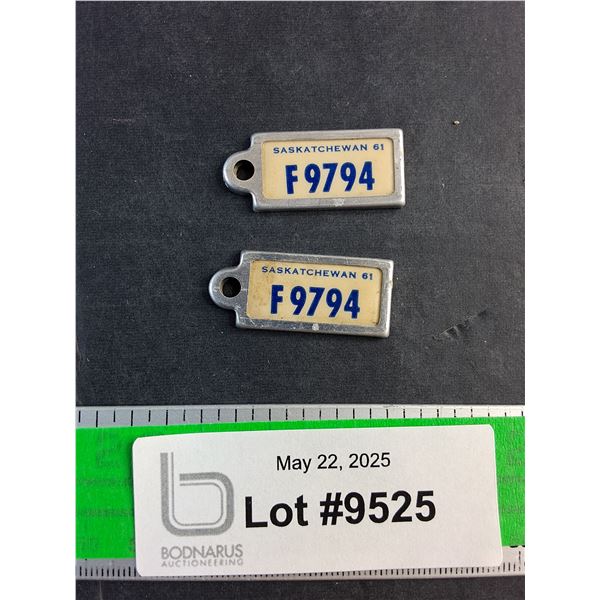 SASKATCHEWAN 61
F9794
SASKATCHEWAN 61
F9794
May 22, 2025
Lot #9525
BODNARUS
AUCTIONEERING